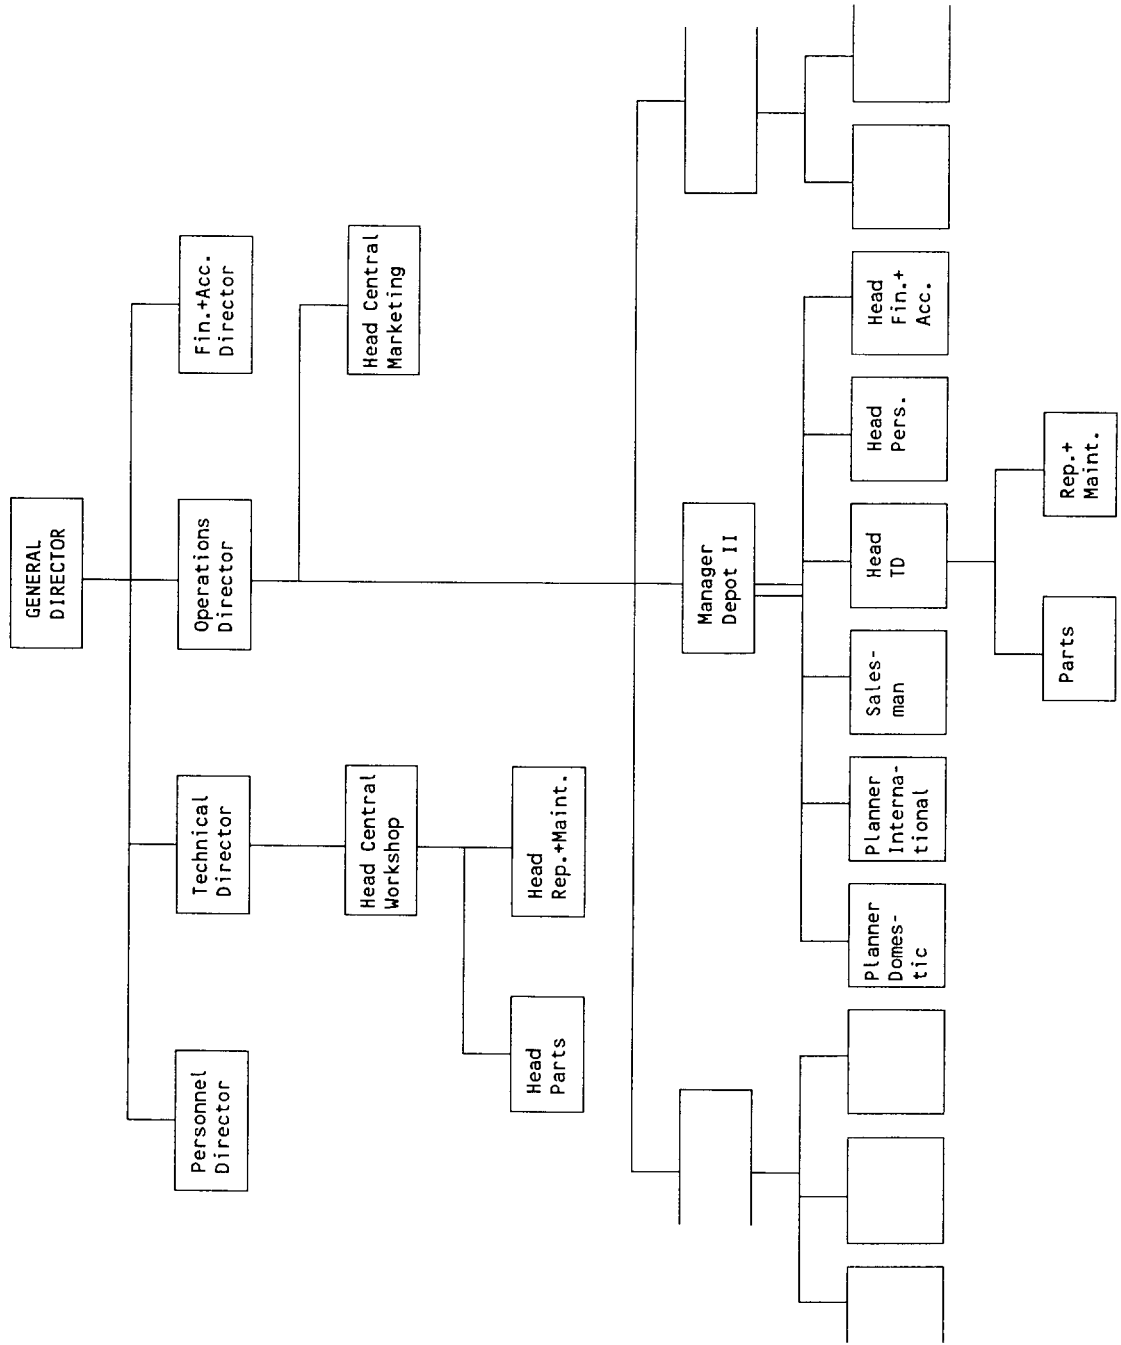 GENERAL
DIRECTOR
Personnel
Director
Technical
Director
Operations
Director
Fin.+Acc.
Director
Head Central
Workshop
Head Central
Marketing
Head
Parts
Head
Rep.+Maint.
Manager
Depot II
Planner
Domes-
tic
Planner
Interna-
tional
Sales-
man
Head
TD
Head
Pers.
Head
Fin.+
Acc.
Parts
Rep.+
Maint.